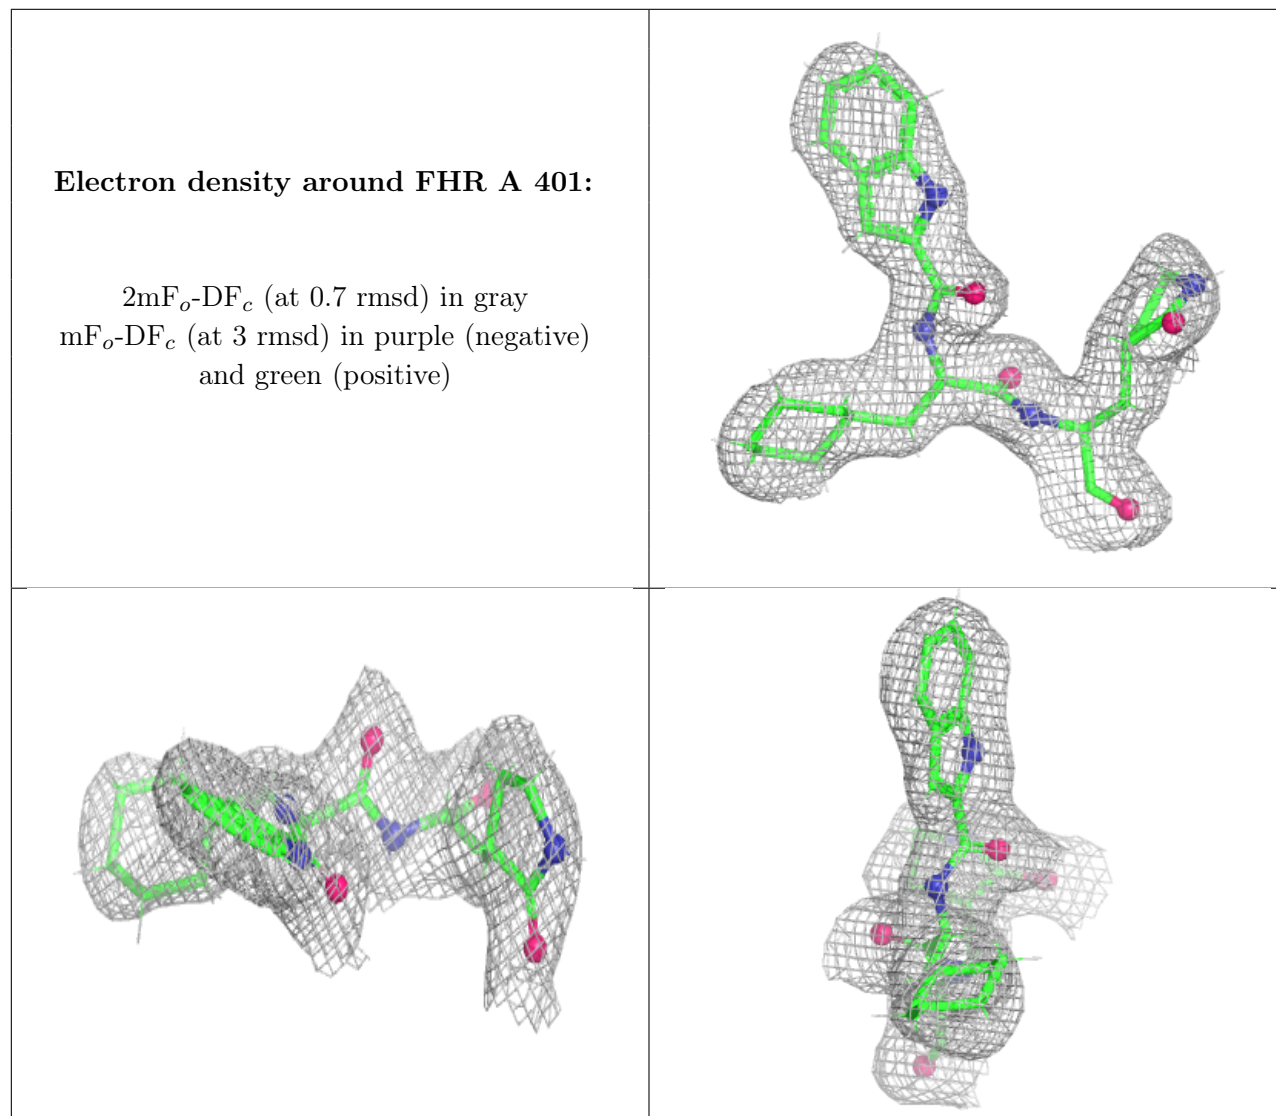 Electron density around FHR A 401:
2mFo-DFc (at 0.7 rmsd) in gray
mFo-DFc (at 3 rmsd) in purple (negative)
and green (positive)